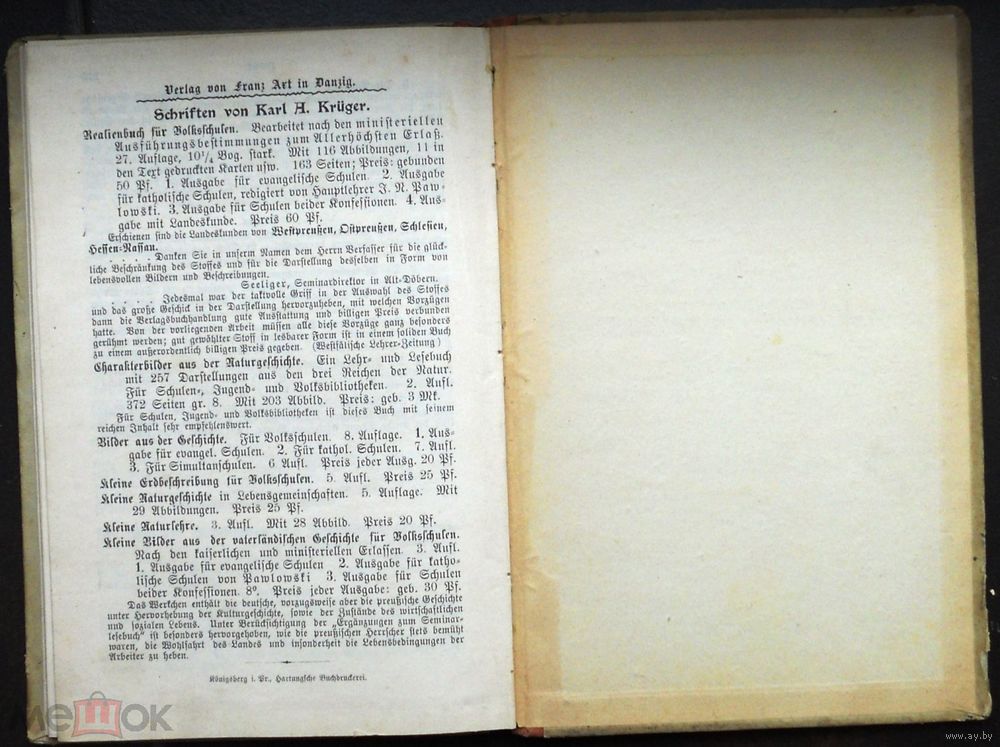 Verlag von Franz Axt in Danzig.
Schriften von Karl A. Krüger.
Realienbuch für Volksschulen. Bearbeitet nach den ministeriellen
Ausführungsbestimmungen zum Allerhöchsten Erlaß.
27. Auflage, 10¼ Bog. stark. Mit 116 Abbildungen, 11 in
den Text gedruckten Karten usw. 163 Seiten; Preis: gebunden
50 Pf. 1. Ausgabe für evangelische Schulen. 2. Ausgabe
für katholische Schulen, redigiert von Hauptlehrer J. N. Paw-
lowski. 3. Ausgabe für Schulen beider Konfessionen. 4. Aus-
gabe mit Landeskunde. Preis 60 Pf.
Erschienen sind die Landeskunden von Westpreußen, Ostpreußen, Schlesien,
Hessen-Nassau.
. . . . . Danken Sie in unserm Namen dem Herrn Verfasser für die glück-
liche Beschränkung des Stoffes und für die Darstellung desselben in Form von
lebensvollen Bildern und Beschreibungen.
Seeliger, Seminardirektor in Alt-Döbern.
. . . . . Jedesmal war der taktvolle Griff in der Auswahl des Stoffes
und das große Geschick in der Darstellung hervorzuheben, mit welchen Vorzügen
dann die Verlagsbuchhandlung gute Ausstattung und billigen Preis verbunden
hatte. Von der vorliegenden Arbeit müssen alle diese Vorzüge ganz besonders
gerühmt werden; gut gewählter Stoff in lesbarer Form ist in einem soliden Buch
zu einem außerordentlich billigen Preis gegeben. (Westfälische Lehrer-Zeitung)
Charakterbilder aus der Naturgeschichte. Ein Lehr- und Lesebuch
mit 257 Darstellungen aus den drei Reichen der Natur.
Für Schulen-, Jugend- und Volksbibliotheken. 2. Aufl.
372 Seiten gr. 8. Mit 203 Abbild. Preis: geb. 3 Mk.
Für Schulen, Jugend- und Volksbibliotheken ist dieses Buch mit seinem
reichen Inhalt sehr empfehlenswert.
Bilder aus der Geschichte. Für Volksschulen. 8. Auflage. 1. Aus-
gabe für evangel. Schulen. 2. Für kathol. Schulen. 7. Aufl.
3. Für Simultanschulen. 6 Aufl. Preis jeder Ausg. 20 Pf.
Kleine Erdbeschreibung für Volksschulen. 5. Aufl. Preis 25 Pf.
Kleine Naturgeschichte in Lebensgemeinschaften. 5. Auflage. Mit
29 Abbildungen. Preis 25 Pf.
Kleine Naturlehre. 3. Aufl. Mit 28 Abbild. Preis 20 Pf.
Kleine Bilder aus der vaterländischen Geschichte für Volksschulen.
Nach den kaiserlichen und ministeriellen Erlassen. 3. Aufl.
1. Ausgabe für evangelische Schulen 2. Ausgabe für katho-
lische Schulen von Pawlowski 3. Ausgabe für Schulen
beider Konfessionen. 8⁰. Preis jeder Ausgabe: geb. 30 Pf.
Das Werkchen enthält die deutsche, vorzugsweise aber die preußische Geschichte
unter Hervorhebung der Kulturgeschichte, sowie der Zustände des wirtschaftlichen
und sozialen Lebens. Unter Berücksichtigung der „Ergänzungen zum Seminar-
lesebuch“ ist besonders hervorgehoben, wie die preußischen Herrscher stets bemüht
waren, die Wohlfahrt des Landes und insonderheit die Lebensbedingungen der
Arbeiter zu heben.
Königsberg i. Pr., Hartungsche Buchdruckerei.
мешок
www.ay.by